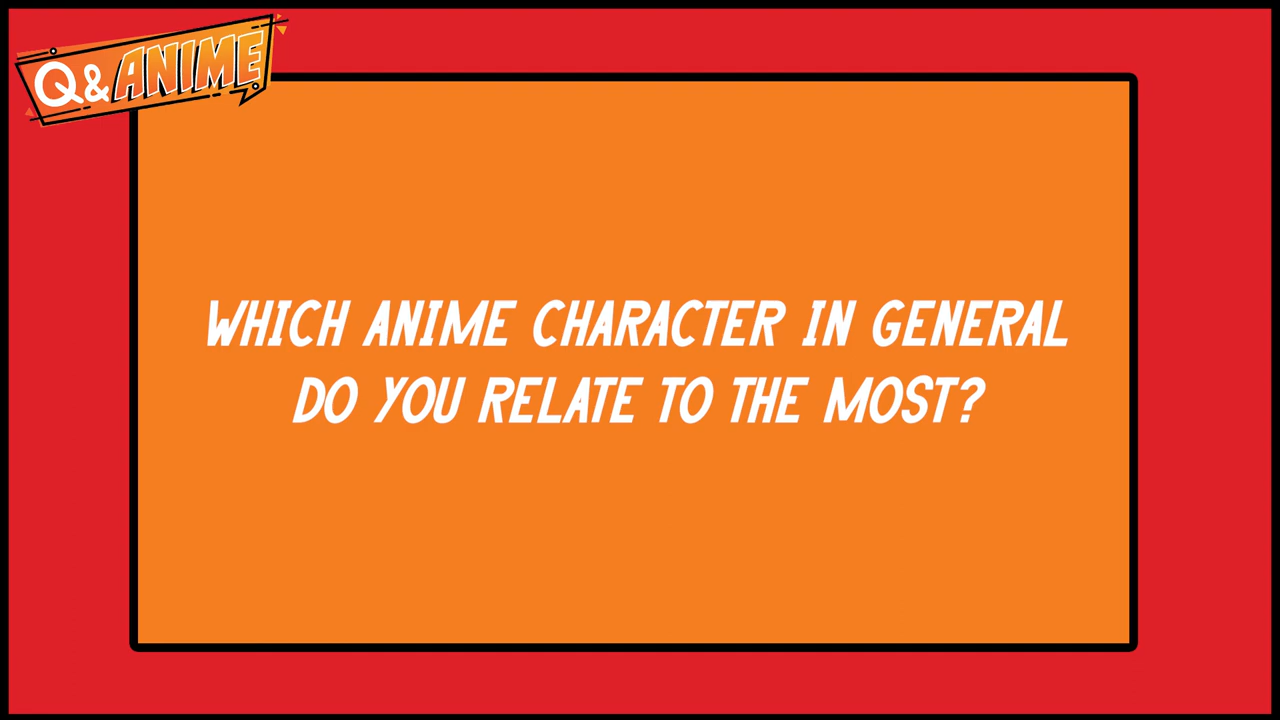 Q&ANIME
WHICH ANIME CHARACTER IN GENERAL
DO YOU RELATE TO THE MOST?